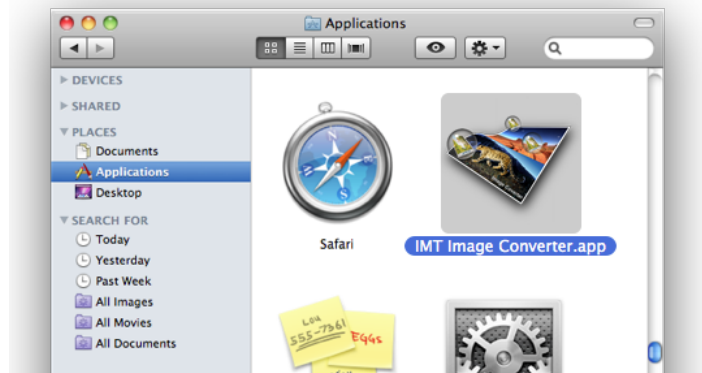 Applications
DEVICES
SHARED
PLACES
Documents
Applications
Desktop
SEARCH FOR
Today
Yesterday
Past Week
All Images
All Movies
All Documents
Safari
IMT Image Converter.app
Lou
555-7361
EGGS